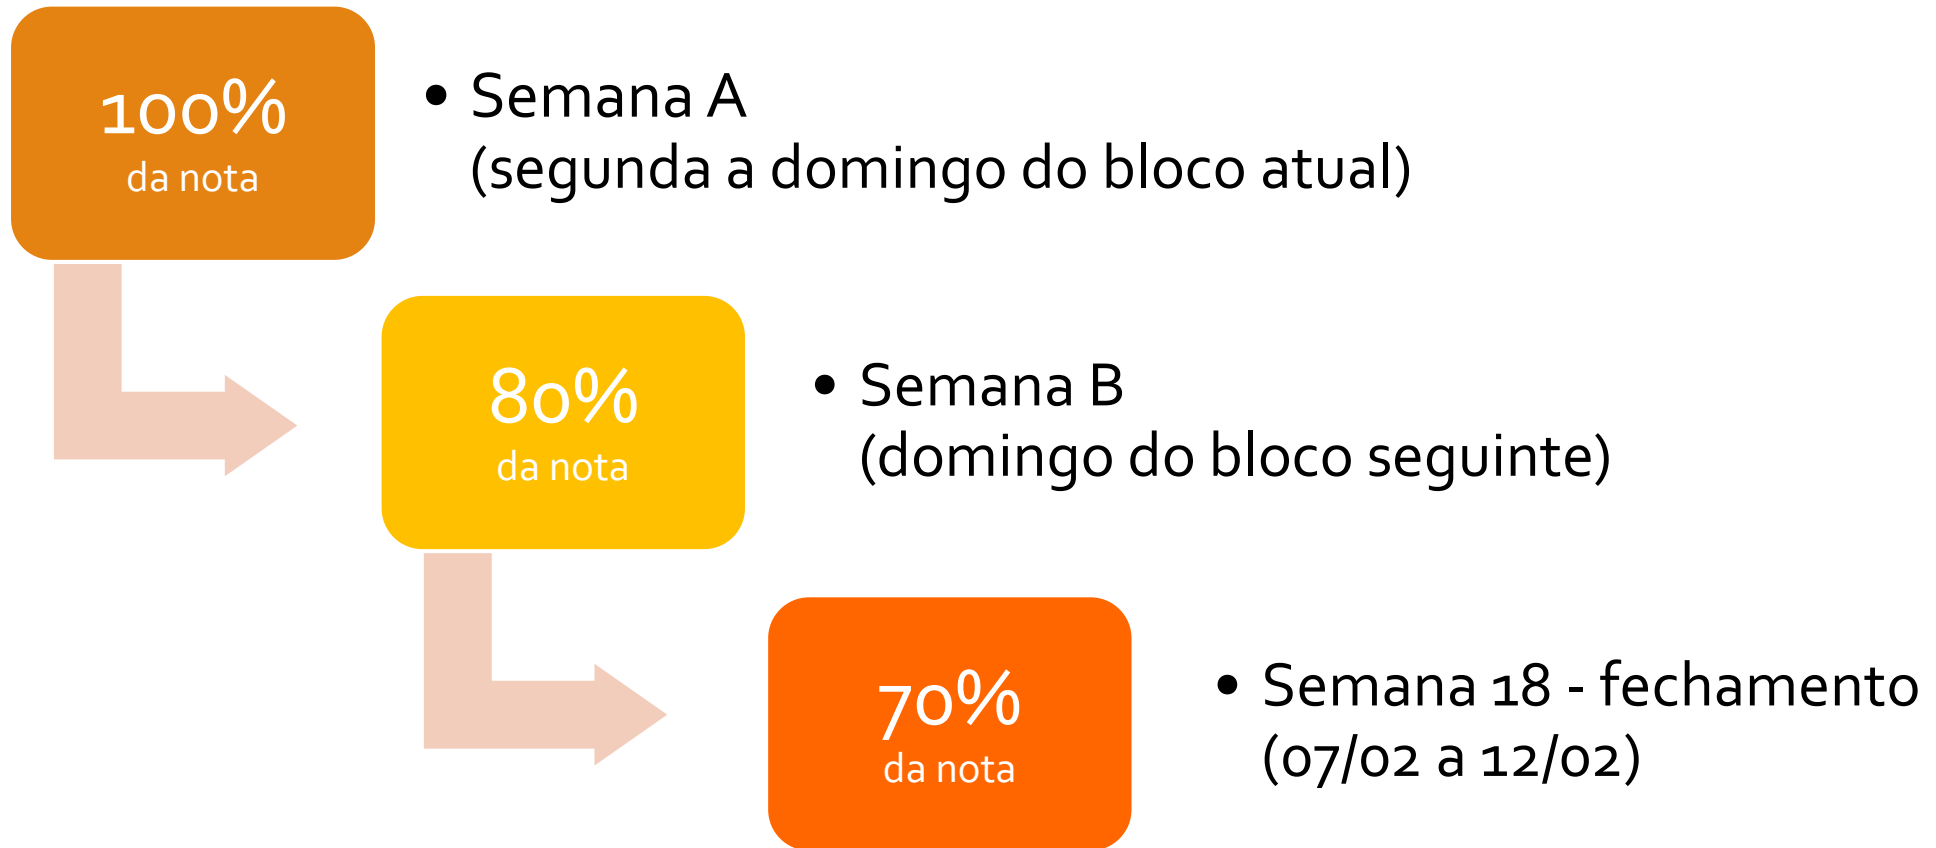 100%
da nota
• Semana A
(segunda a domingo do bloco atual)
80%
da nota
• Semana B
(domingo do bloco seguinte)
70%
da nota
• Semana 18 - fechamento
(07/02 a 12/02)